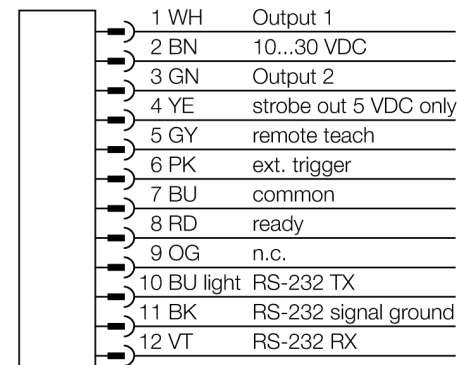 1 WH Output 1
2 BN 10...30 VDC
3 GN Output 2
4 YE strobe out 5 VDC only
5 GY remote teach
6 PK ext. trigger
7 BU common
8 RD ready
9 OG n.c.
10 BU light RS-232 TX
11 BK RS-232 signal ground
12 VT RS-232 RX